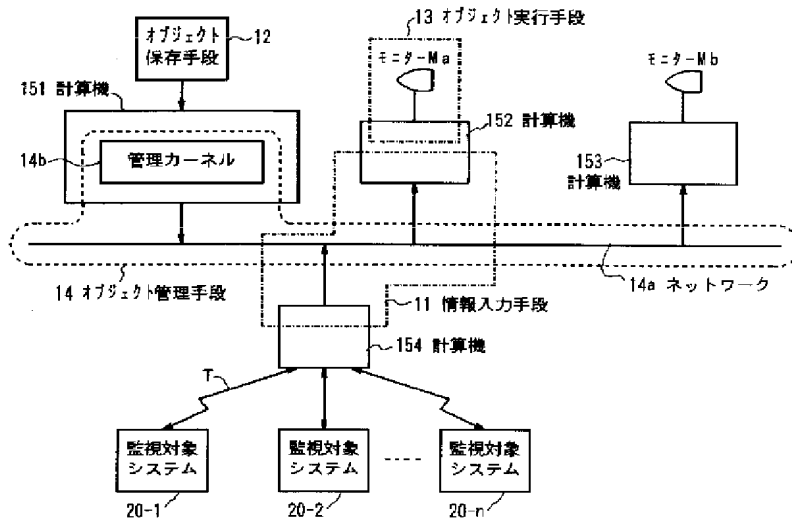 13 オブジェクト実行手段
オブジェクト
保存手段
12
モニターMa
モニターMb
151 計算機
152 計算機
14b
管理カーネル
153
計算機
14 オブジェクト管理手段
14a ネットワーク
11 情報入力手段
154 計算機
T
監視対象
システム
監視対象
システム
監視対象
システム
20-1
20-2
20-n